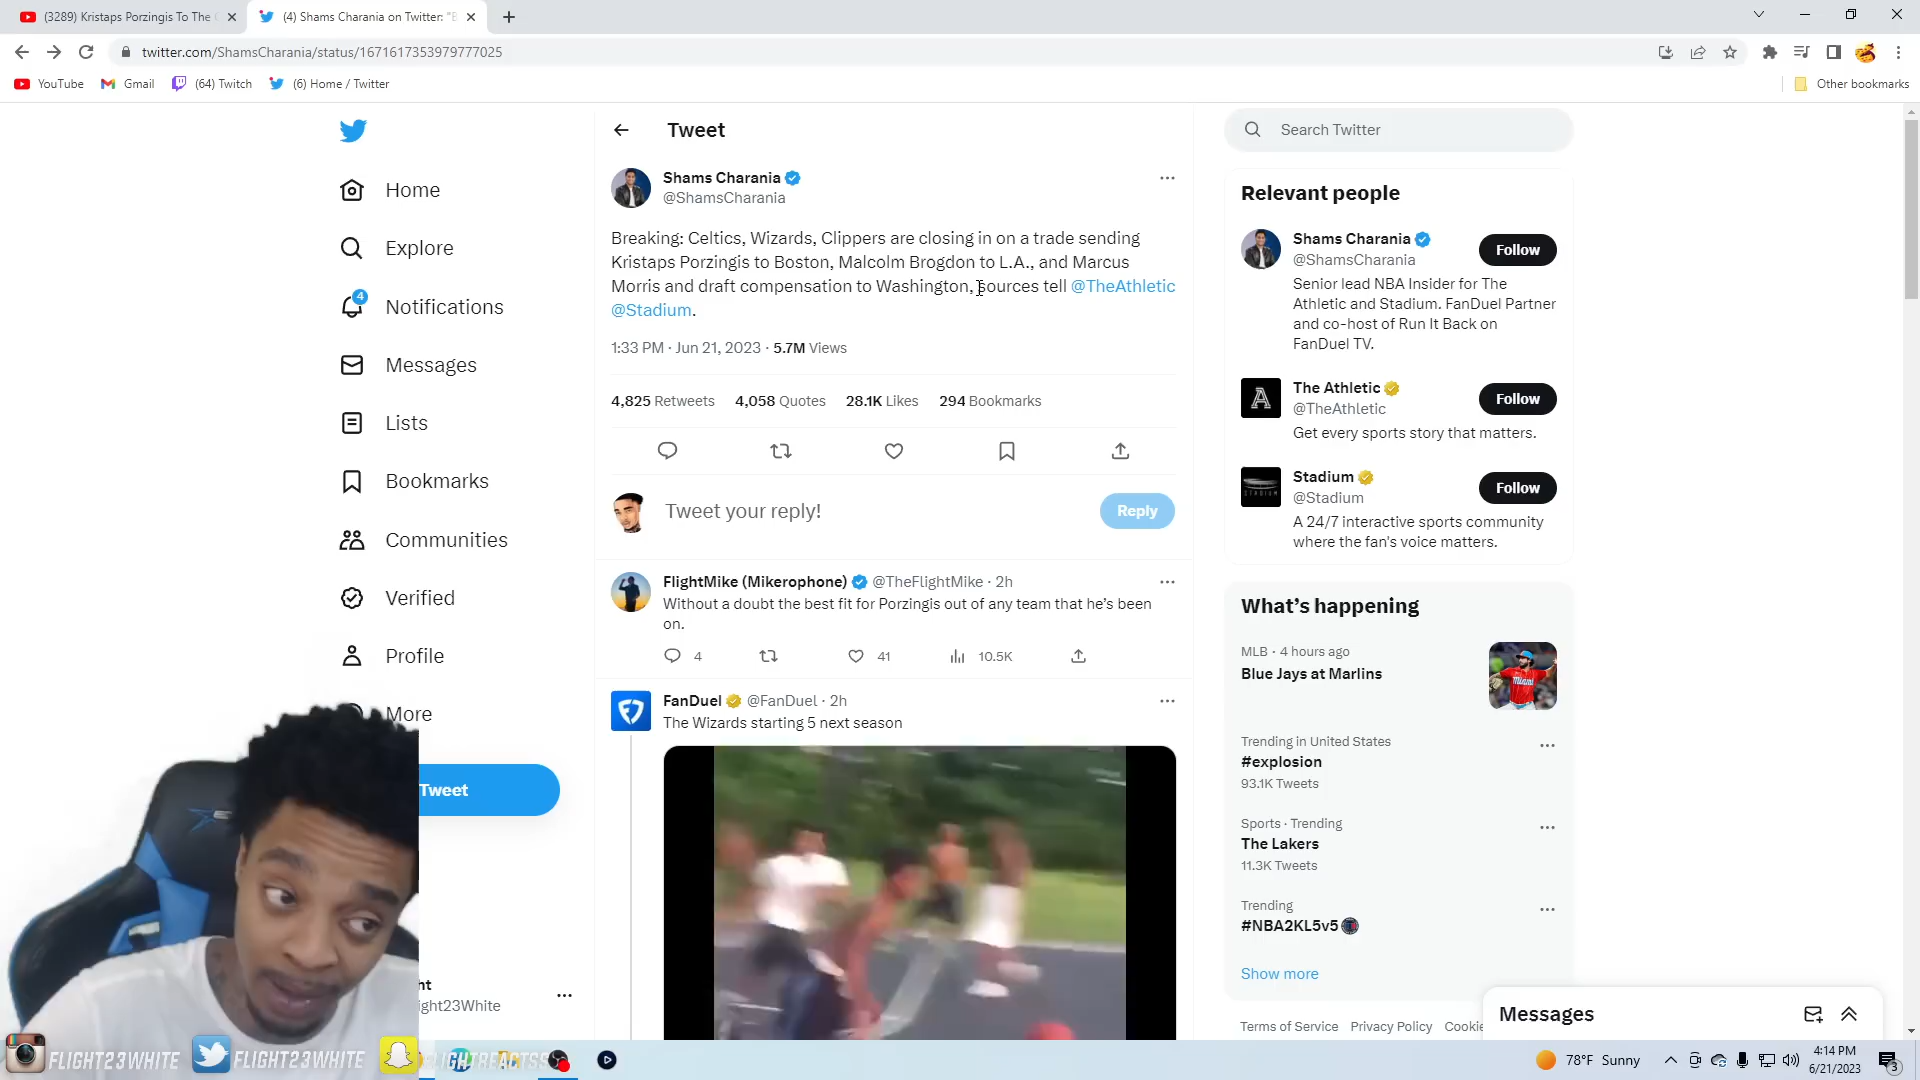 (3289) Kristaps Porzingis To The
(4) Shams Charania on Twitter: "B
twitter.com/ShamsCharania/status/1671617353979777025
YouTube
Gmail
(64) Twitch
(6) Home / Twitter
Other bookmarks
Home
Explore
4
Notifications
Messages
Lists
Bookmarks
Communities
Verified
Profile
More
Tweet
ht
ight23White
Tweet
Shams Charania
@ShamsCharania
Breaking: Celtics, Wizards, Clippers are closing in on a trade sending
Kristaps Porzingis to Boston, Malcolm Brogdon to L.A., and Marcus
Morris and draft compensation to Washington, sources tell @TheAthletic
@Stadium.
1:33 PM · Jun 21, 2023 · 5.7M Views
4,825 Retweets 4,058 Quotes 28.1K Likes 294 Bookmarks
Tweet your reply!
Reply
FlightMike (Mikerophone) @TheFlightMike · 2h
Without a doubt the best fit for Porzingis out of any team that he's been
on.
4 41 10.5K
FanDuel @FanDuel · 2h
The Wizards starting 5 next season
Search Twitter
Relevant people
Shams Charania
@ShamsCharania
Follow
Senior lead NBA Insider for The
Athletic and Stadium. FanDuel Partner
and co-host of Run It Back on
FanDuel TV.
The Athletic
@TheAthletic
Follow
Get every sports story that matters.
Stadium
@Stadium
Follow
A 24/7 interactive sports community
where the fan's voice matters.
What's happening
MLB · 4 hours ago
Blue Jays at Marlins
Trending in United States
#explosion
93.1K Tweets
Sports · Trending
The Lakers
11.3K Tweets
Trending
#NBA2KL5v5
Show more
Terms of Service Privacy Policy Cookie
Messages
FLIGHT23WHITE
FLIGHT23WHITE
FLIGHTREACTSS
78°F Sunny
4:14 PM
6/21/2023
3